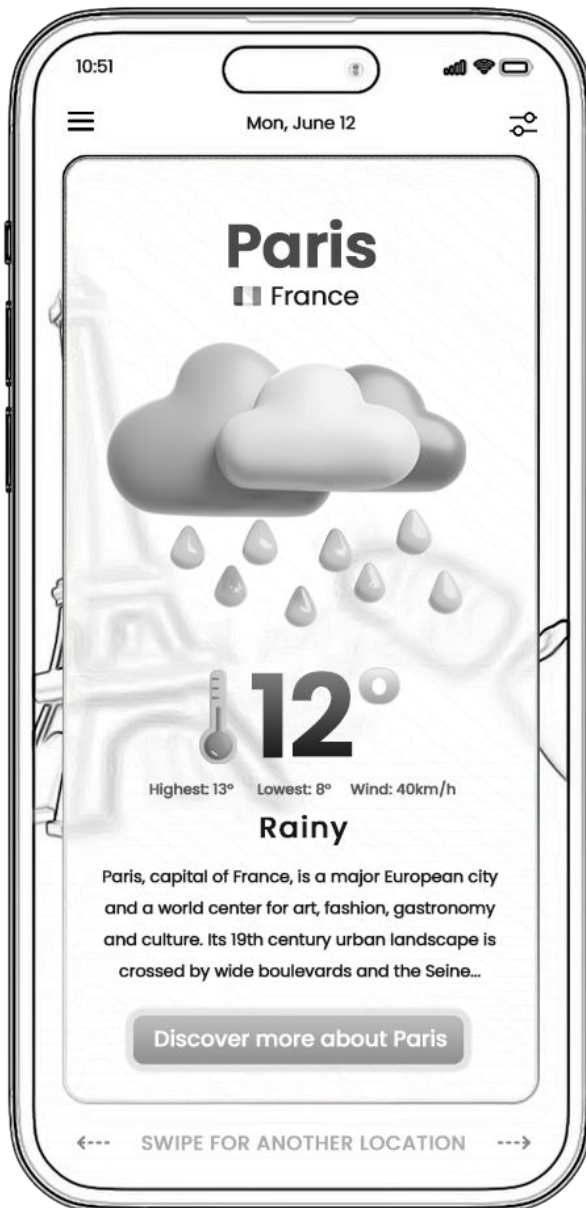 10:51
Mon, June 12
Paris
France
12°
Highest: 13° Lowest: 8° Wind: 40km/h
Rainy
Paris, capital of France, is a major European city
and a world center for art, fashion, gastronomy
and culture. Its 19th century urban landscape is
crossed by wide boulevards and the Seine...
Discover more about Paris
SWIPE FOR ANOTHER LOCATION